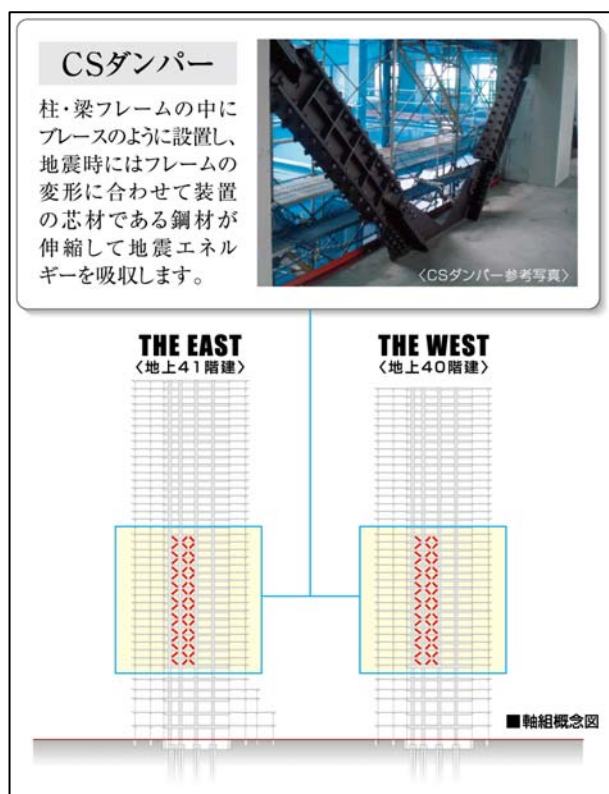 CSダンパー
柱・梁フレームの中に
ブレースのように設置し、
地震時にはフレームの
変形に合わせて装置
の芯材である鋼材が
伸縮して地震エネル
ギーを吸収します。
〈CSダンパー参考写真〉
THE EAST
〈地上41階建〉
THE WEST
〈地上40階建〉
■軸組概念図